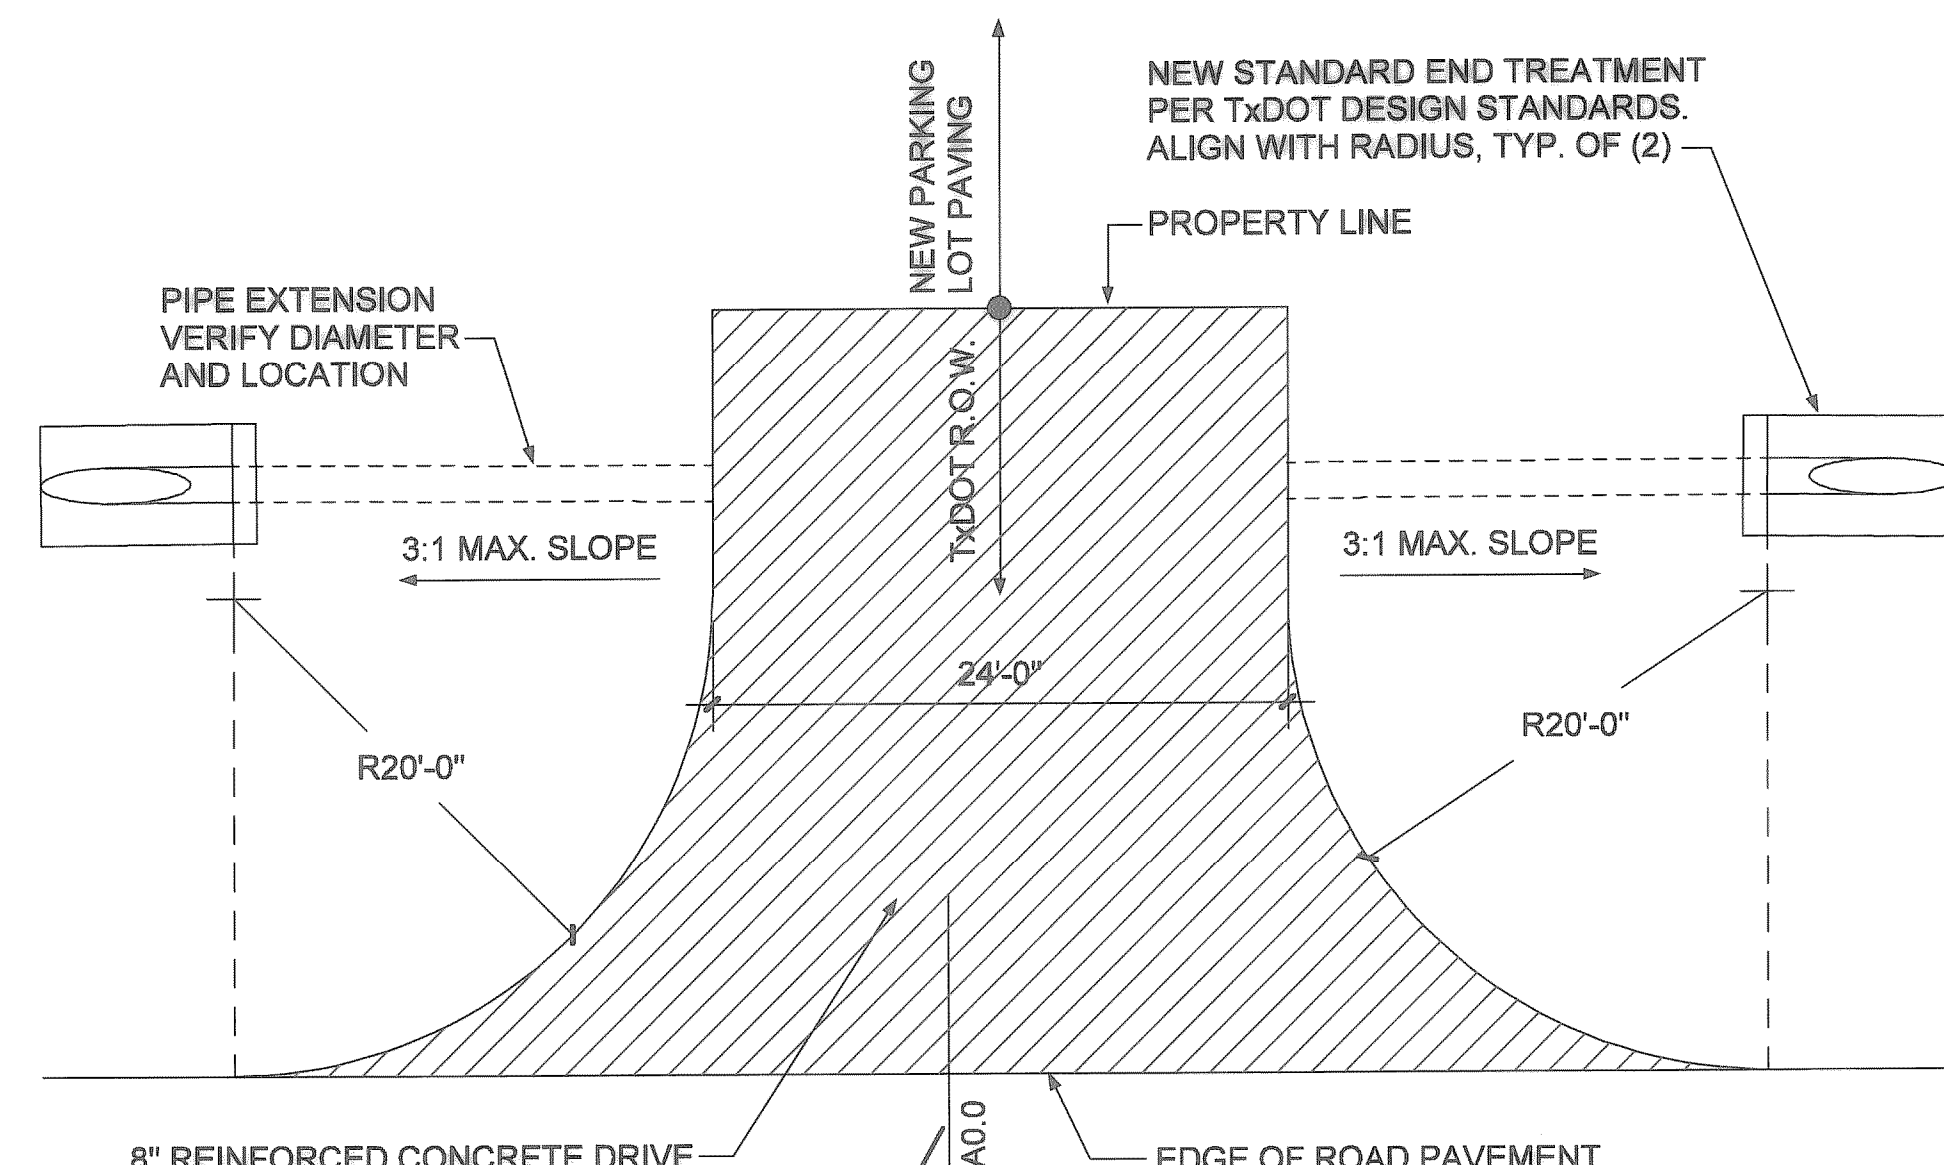 NEW STANDARD END TREATMENT
PER TxDOT DESIGN STANDARDS.
ALIGN WITH RADIUS, TYP. OF (2)
NEW PARKING
LOT PAVING
PROPERTY LINE
PIPE EXTENSION
VERIFY DIAMETER
AND LOCATION
TxDOT R.O.W.
3:1 MAX. SLOPE
3:1 MAX. SLOPE
24'-0"
R20'-0"
R20'-0"
A0.0
8" REINFORCED CONCRETE DRIVE
EDGE OF ROAD PAVEMENT